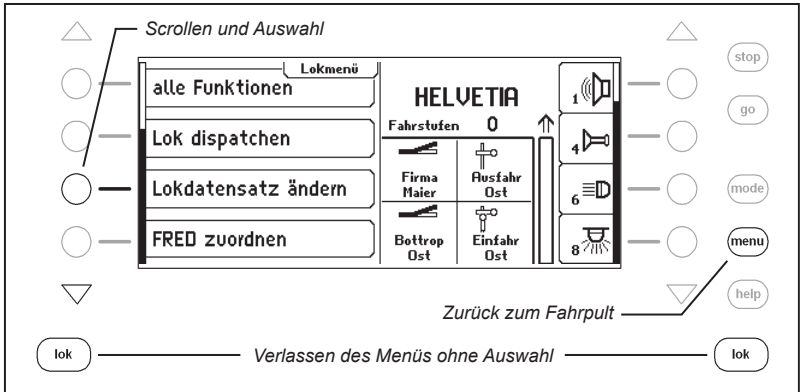 Scrollen und Auswahl
Lokmenü
alle Funktionen
Lok dispatchen
Lokdatensatz ändern
FRED zuordnen
HELVETIA
Fahrstufen 0
Firma
Maier
Ausfahr
Ost
Bottrop
Ost
Einfahr
Ost
1
4
6
8
stop
go
mode
menu
help
Zurück zum Fahrpult
lok
Verlassen des Menüs ohne Auswahl
lok